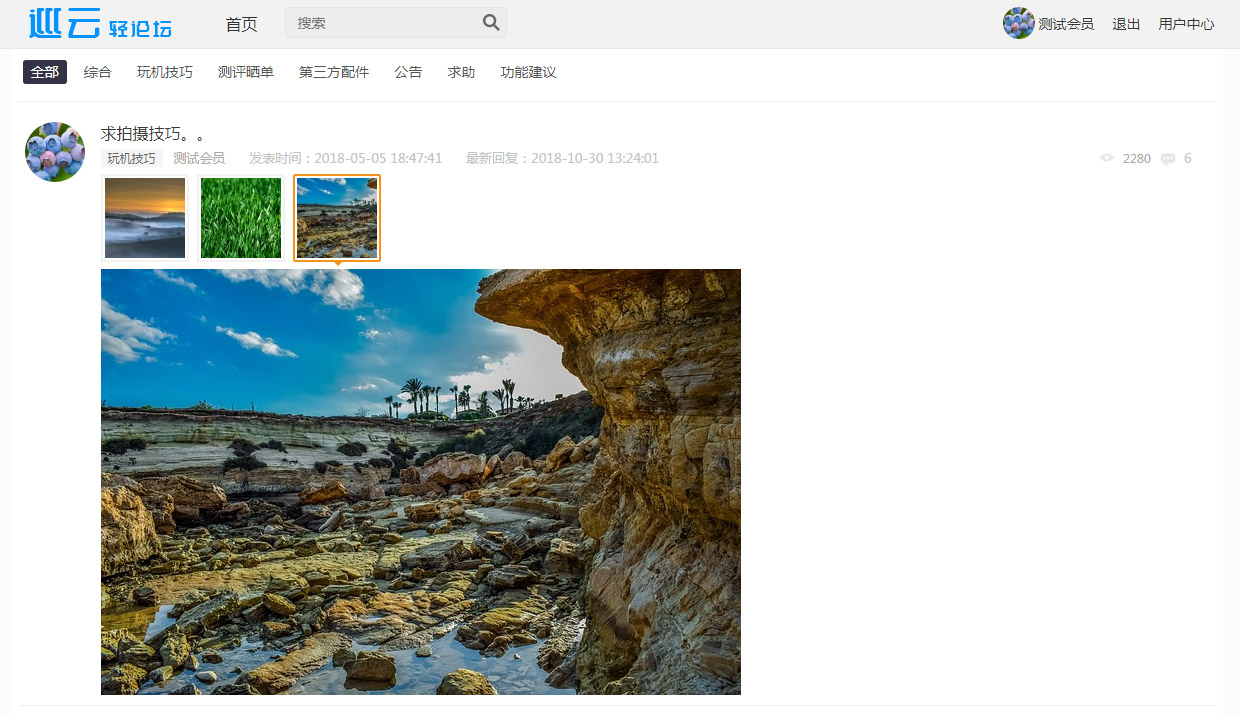 巡云 轻论坛 首页 搜索 测试会员 退出 用户中心
全部 综合 玩机技巧 测评晒单 第三方配件 公告 求助 功能建议
求拍摄技巧。。
玩机技巧 测试会员 发表时间：2018-05-05 18:47:41 最新回复：2018-10-30 13:24:01 2280 6